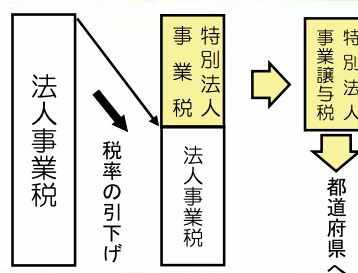 法人事業税
税率の引下げ
特別法人
事業税
法人事業税
特別法人
事業譲与税
都道府県へ